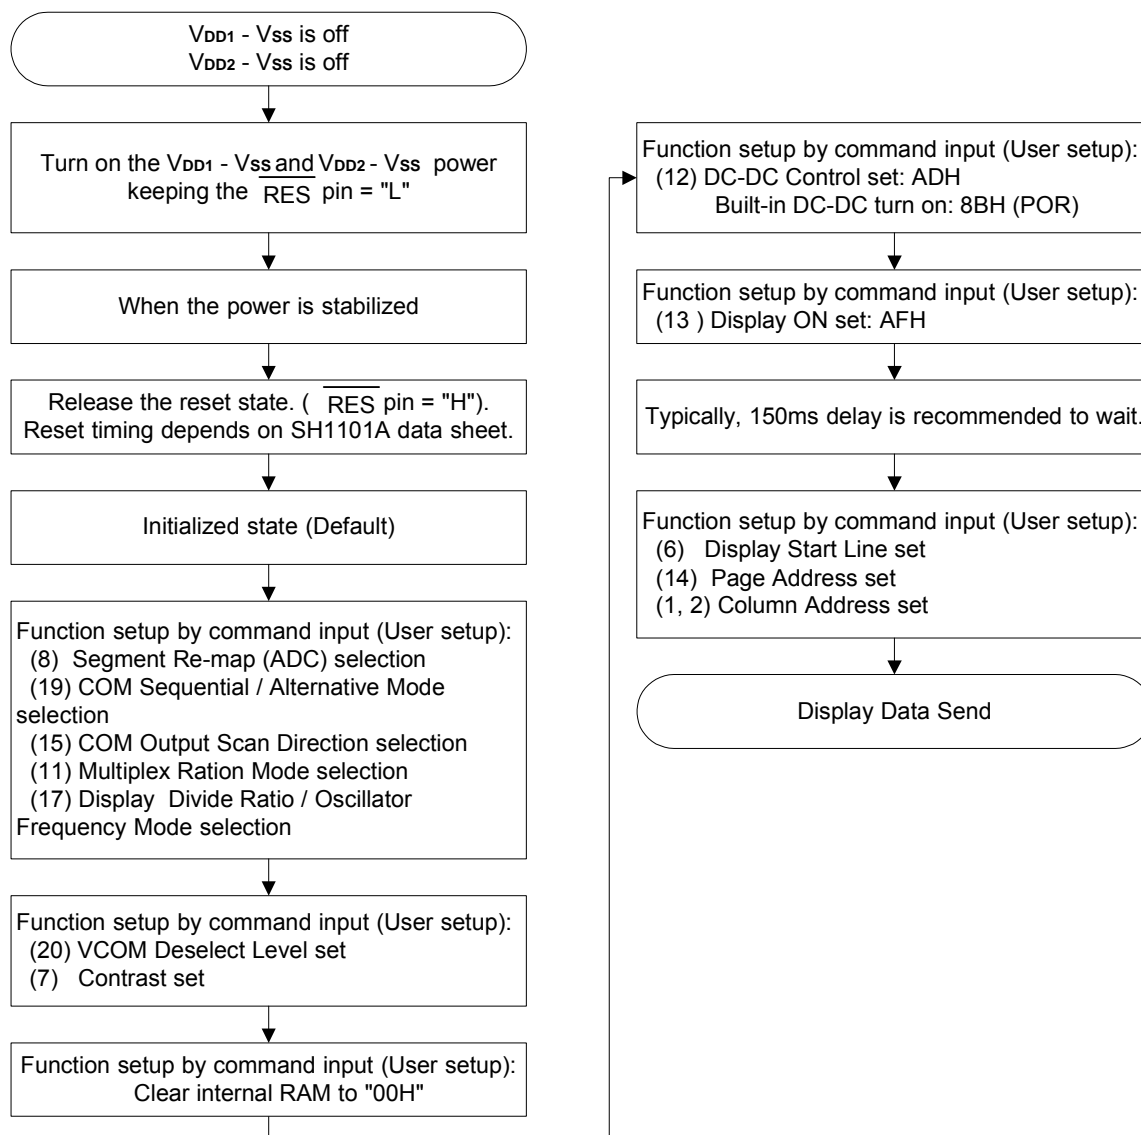 VDD1 - VSS is off
VDD2 - VSS is off
Turn on the VDD1 - VSS and VDD2 - VSS power
keeping the R̅E̅S̅ pin = "L"
When the power is stabilized
Release the reset state. ( R̅E̅S̅ pin = "H").
Reset timing depends on SH1101A data sheet.
Initialized state (Default)
Function setup by command input (User setup):
(8) Segment Re-map (ADC) selection
(19) COM Sequential / Alternative Mode
selection
(15) COM Output Scan Direction selection
(11) Multiplex Ration Mode selection
(17) Display Divide Ratio / Oscillator
Frequency Mode selection
Function setup by command input (User setup):
(20) VCOM Deselect Level set
(7) Contrast set
Function setup by command input (User setup):
Clear internal RAM to "00H"
Function setup by command input (User setup):
(12) DC-DC Control set: ADH
Built-in DC-DC turn on: 8BH (POR)
Function setup by command input (User setup):
(13 ) Display ON set: AFH
Typically, 150ms delay is recommended to wait.
Function setup by command input (User setup):
(6) Display Start Line set
(14) Page Address set
(1, 2) Column Address set
Display Data Send